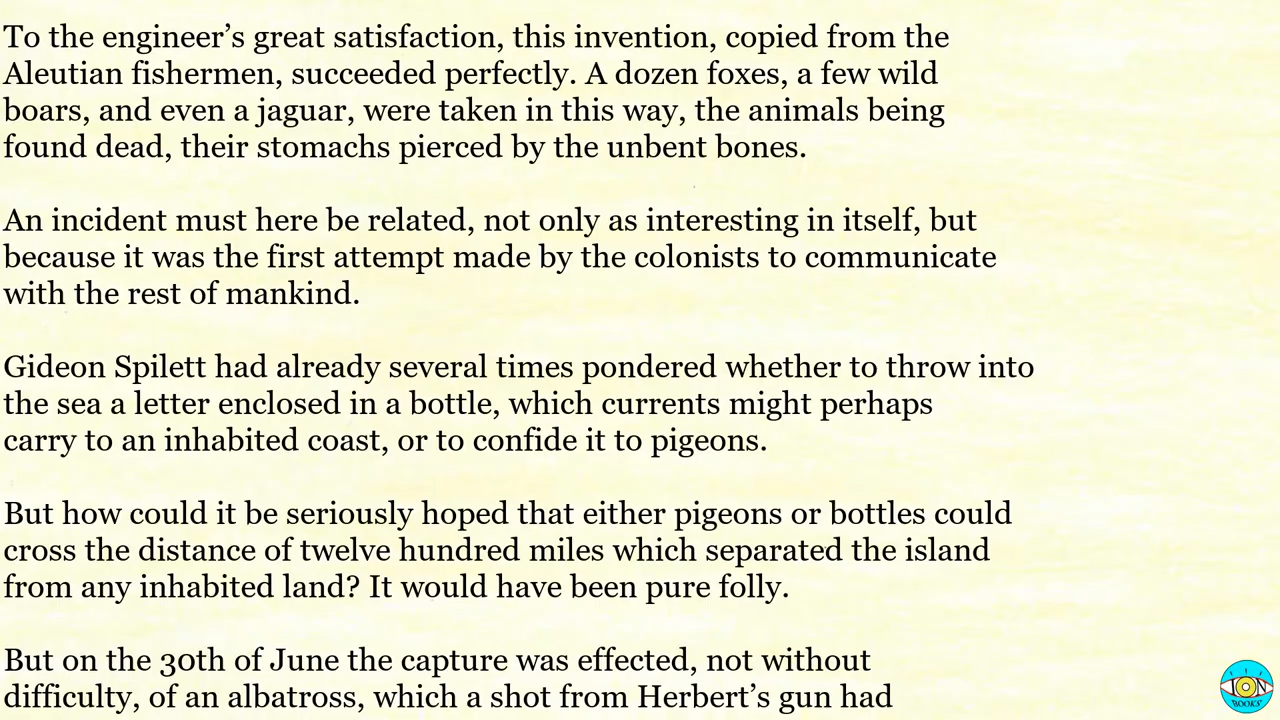 To the engineer’s great satisfaction, this invention, copied from the
Aleutian fishermen, succeeded perfectly. A dozen foxes, a few wild
boars, and even a jaguar, were taken in this way, the animals being
found dead, their stomachs pierced by the unbent bones.
An incident must here be related, not only as interesting in itself, but
because it was the first attempt made by the colonists to communicate
with the rest of mankind.
Gideon Spilett had already several times pondered whether to throw into
the sea a letter enclosed in a bottle, which currents might perhaps
carry to an inhabited coast, or to confide it to pigeons.
But how could it be seriously hoped that either pigeons or bottles could
cross the distance of twelve hundred miles which separated the island
from any inhabited land? It would have been pure folly.
But on the 30th of June the capture was effected, not without
difficulty, of an albatross, which a shot from Herbert’s gun had
ION
BOOKS